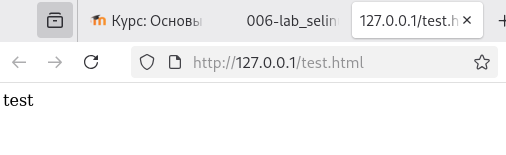 Курс: Основы
006-lab_selin
127.0.0.1/test.h
http://127.0.0.1/test.html
test